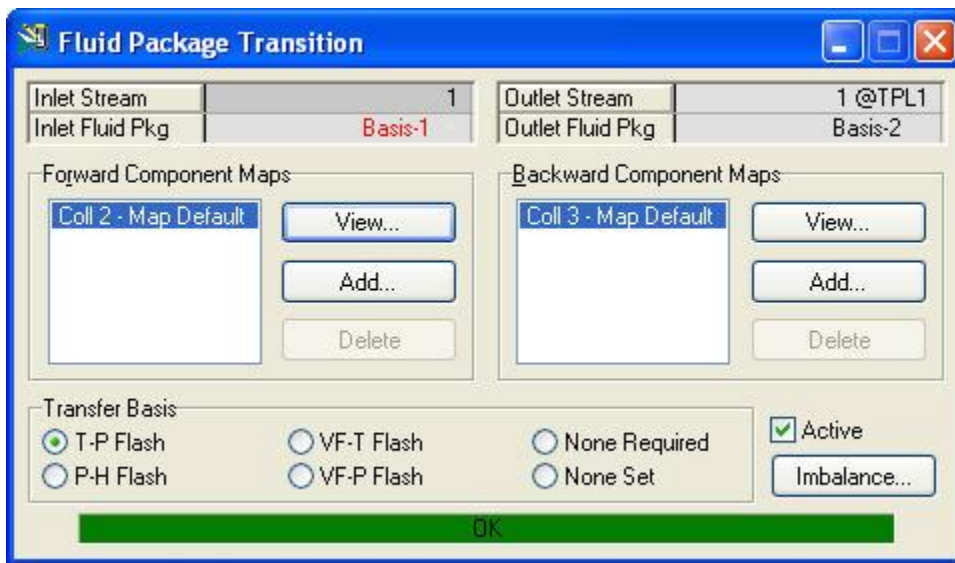 Fluid Package Transition
Inlet Stream 1
Inlet Fluid Pkg Basis-1
Outlet Stream 1 @TPL1
Outlet Fluid Pkg Basis-2
Forward Component Maps
Coll 2 - Map Default
View...
Add...
Delete
Backward Component Maps
Coll 3 - Map Default
View...
Add...
Delete
Transfer Basis
T-P Flash VF-T Flash None Required
P-H Flash VF-P Flash None Set
Active
Imbalance...
OK